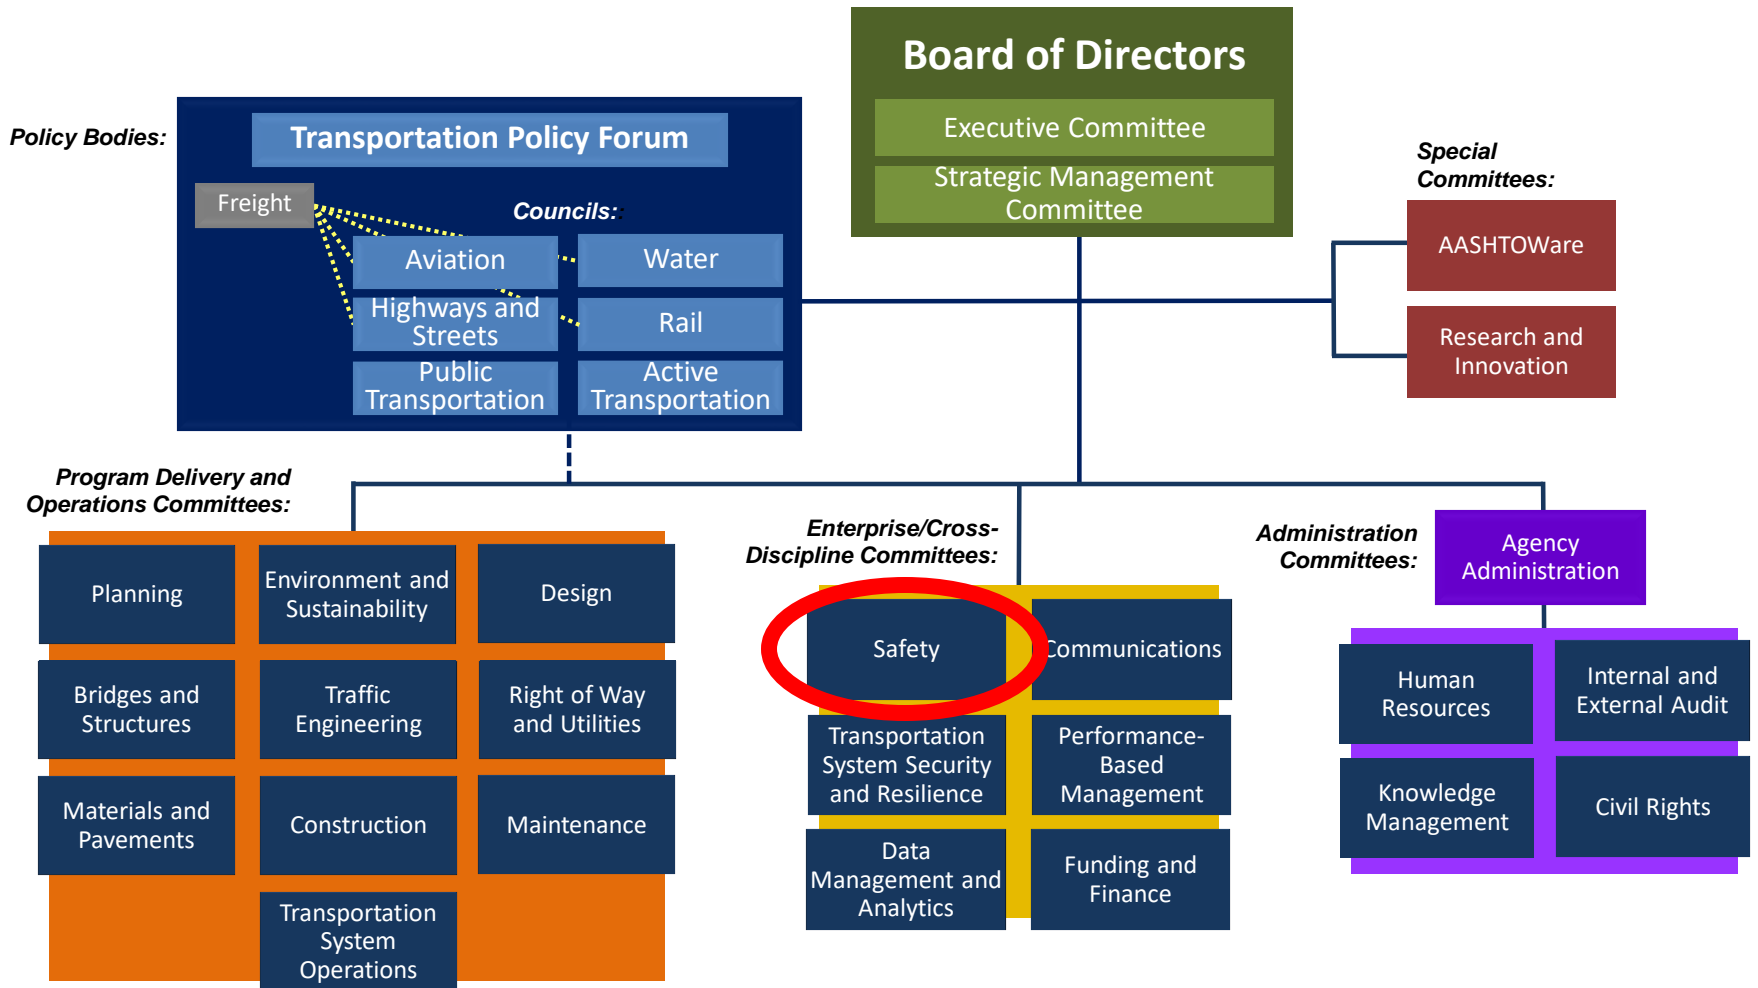 Board of Directors
Executive Committee
Strategic Management
Committee
Policy Bodies:
Transportation Policy Forum
Freight
Councils::
Aviation
Water
Highways and
Streets
Rail
Public
Transportation
Active
Transportation
Special
Committees:
AASHTOWare
Research and
Innovation
Program Delivery and
Operations Committees:
Planning
Environment and
Sustainability
Design
Bridges and
Structures
Traffic
Engineering
Right of Way
and Utilities
Materials and
Pavements
Construction
Maintenance
Transportation
System
Operations
Enterprise/Cross-
Discipline Committees:
Safety
Communications
Transportation
System Security
and Resilience
Performance-
Based
Management
Data
Management and
Analytics
Funding and
Finance
Administration
Committees:
Agency
Administration
Human
Resources
Internal and
External Audit
Knowledge
Management
Civil Rights